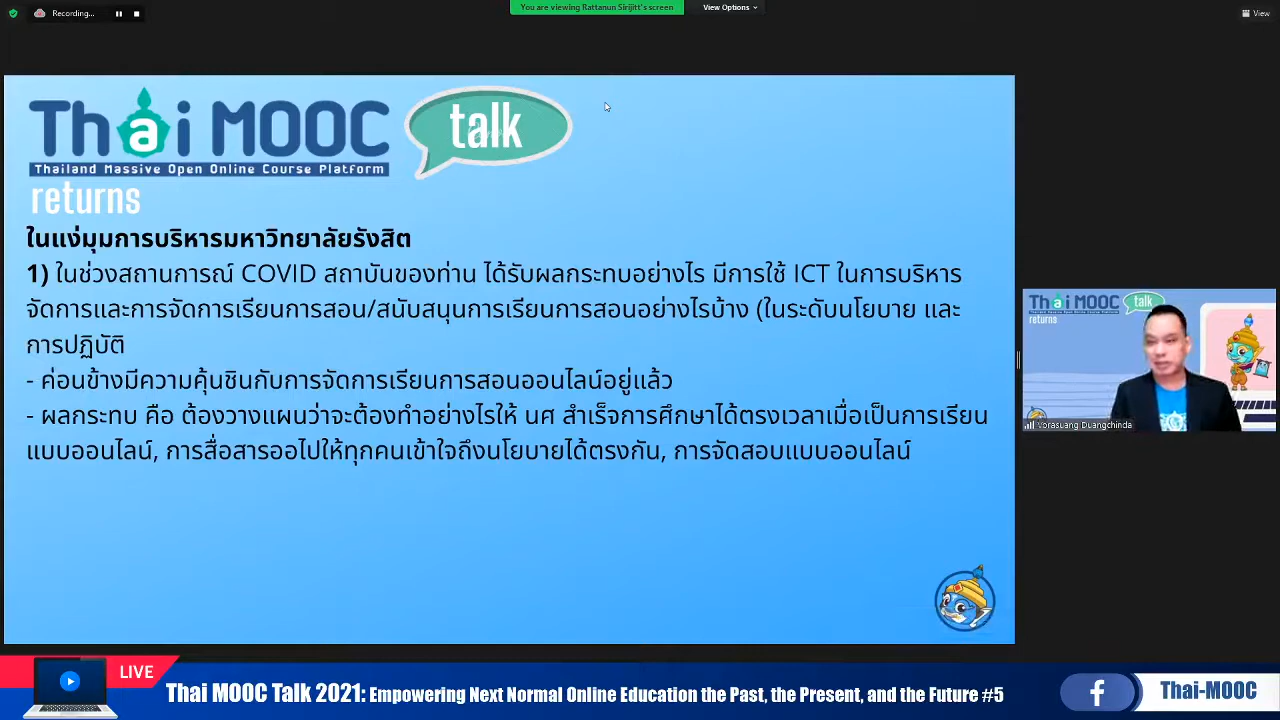 Recording...
You are viewing Rattanun Sirijitt's screen
View Options
View
Thai MOOC
talk
Thailand Massive Open Online Course Platform
returns
ในแง่มุมการบริหารมหาวิทยาลัยรังสิต
1) ในช่วงสถานการณ์ COVID สถาบันของท่าน ได้รับผลกระทบอย่างไร มีการใช้ ICT ในการบริหาร
จัดการและการจัดการเรียนการสอน/สนับสนุนการเรียนการสอนอย่างไรบ้าง (ในระดับนโยบาย และ
การปฏิบัติ
- ค่อนข้างมีความคุ้นชินกับการจัดการเรียนการสอนออนไลน์อยู่แล้ว
- ผลกระทบ คือ ต้องวางแผนว่าจะต้องทำอย่างไรให้ นศ สำเร็จการศึกษาได้ตรงเวลาเมื่อเป็นการเรียน
แบบออนไลน์, การสื่อสารออไปให้ทุกคนเข้าใจถึงนโยบายได้ตรงกัน, การจัดสอบแบบออนไลน์
Thai MOOC talk
returns
Vorasuang Duangchinda
LIVE
Thai MOOC Talk 2021: Empowering Next Normal Online Education the Past, the Present, and the Future #5
f
Thai-MOOC